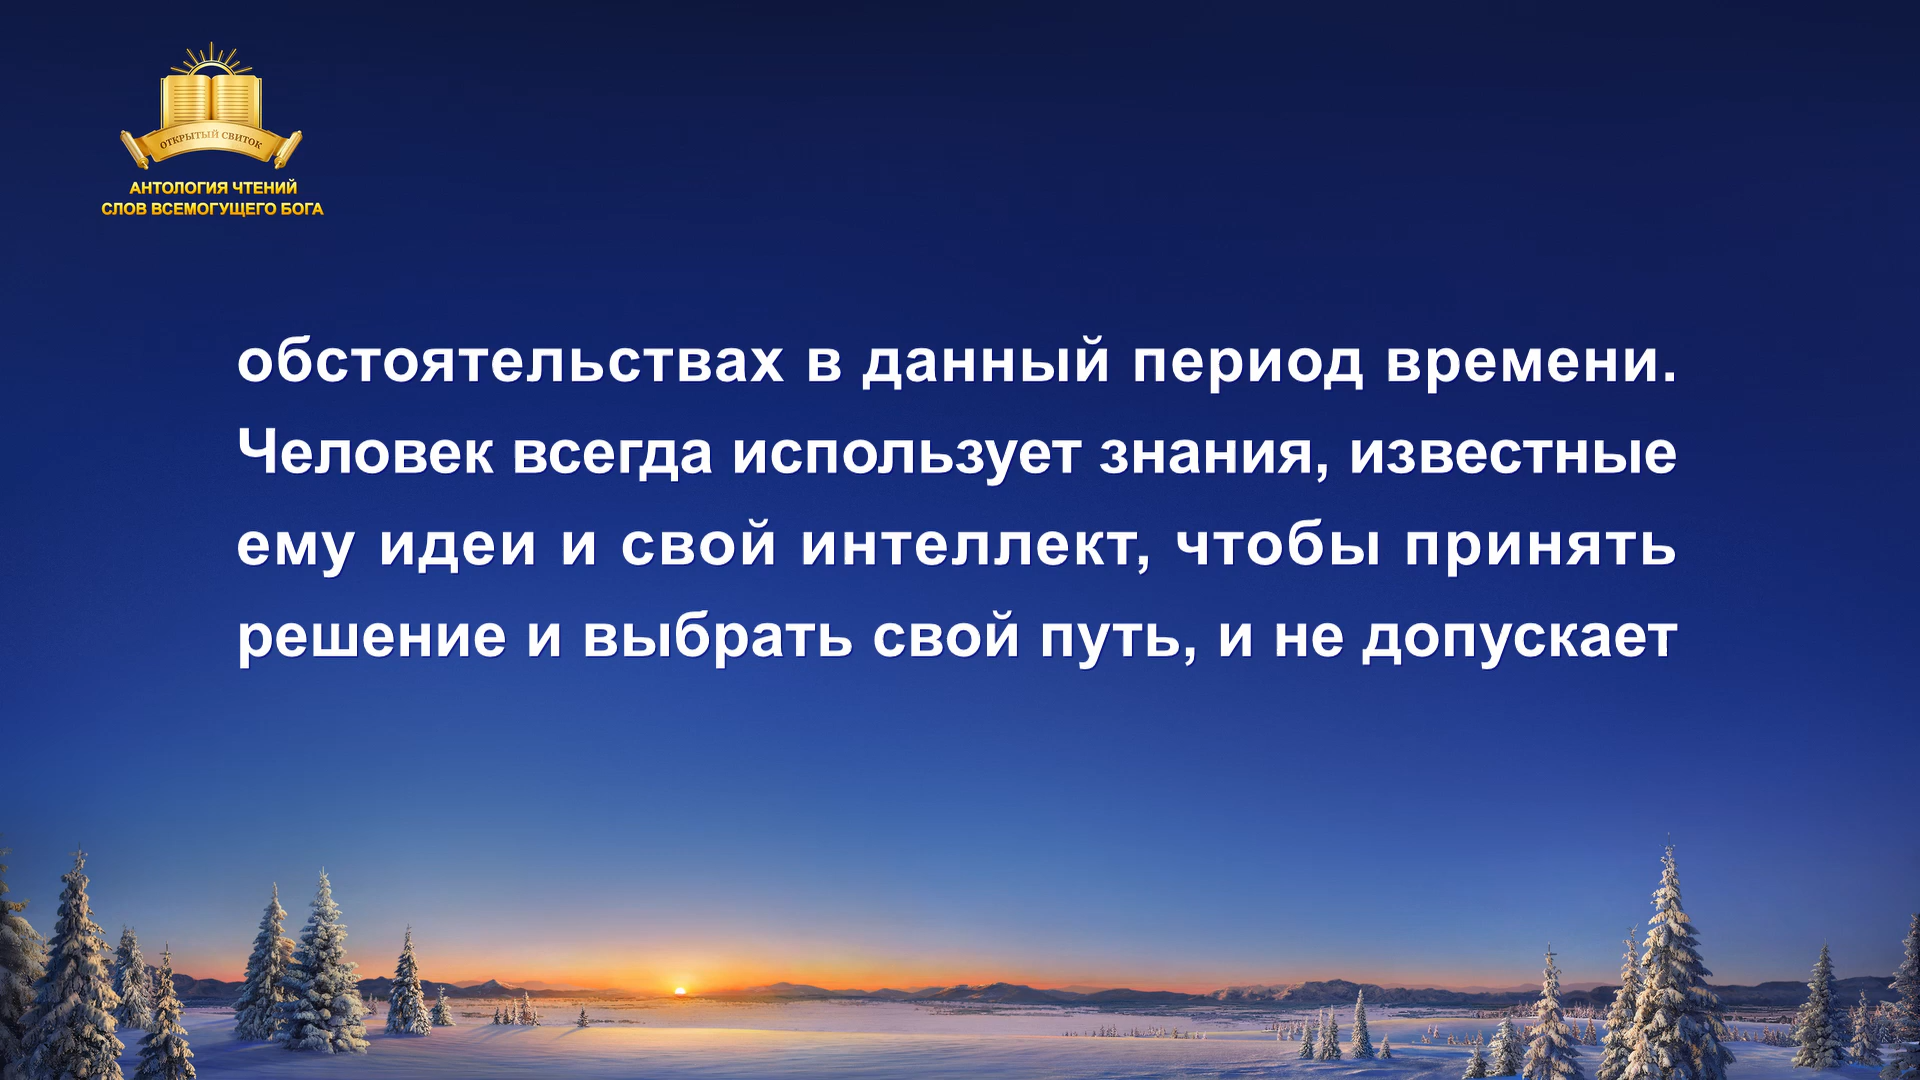 ОТКРЫТЫЙ СВИТОК
АНТОЛОГИЯ ЧТЕНИЙ
СЛОВ ВСЕМОГУЩЕГО БОГА
обстоятельствах в данный период времени.
Человек всегда использует знания, известные
ему идеи и свой интеллект, чтобы принять
решение и выбрать свой путь, и не допускает